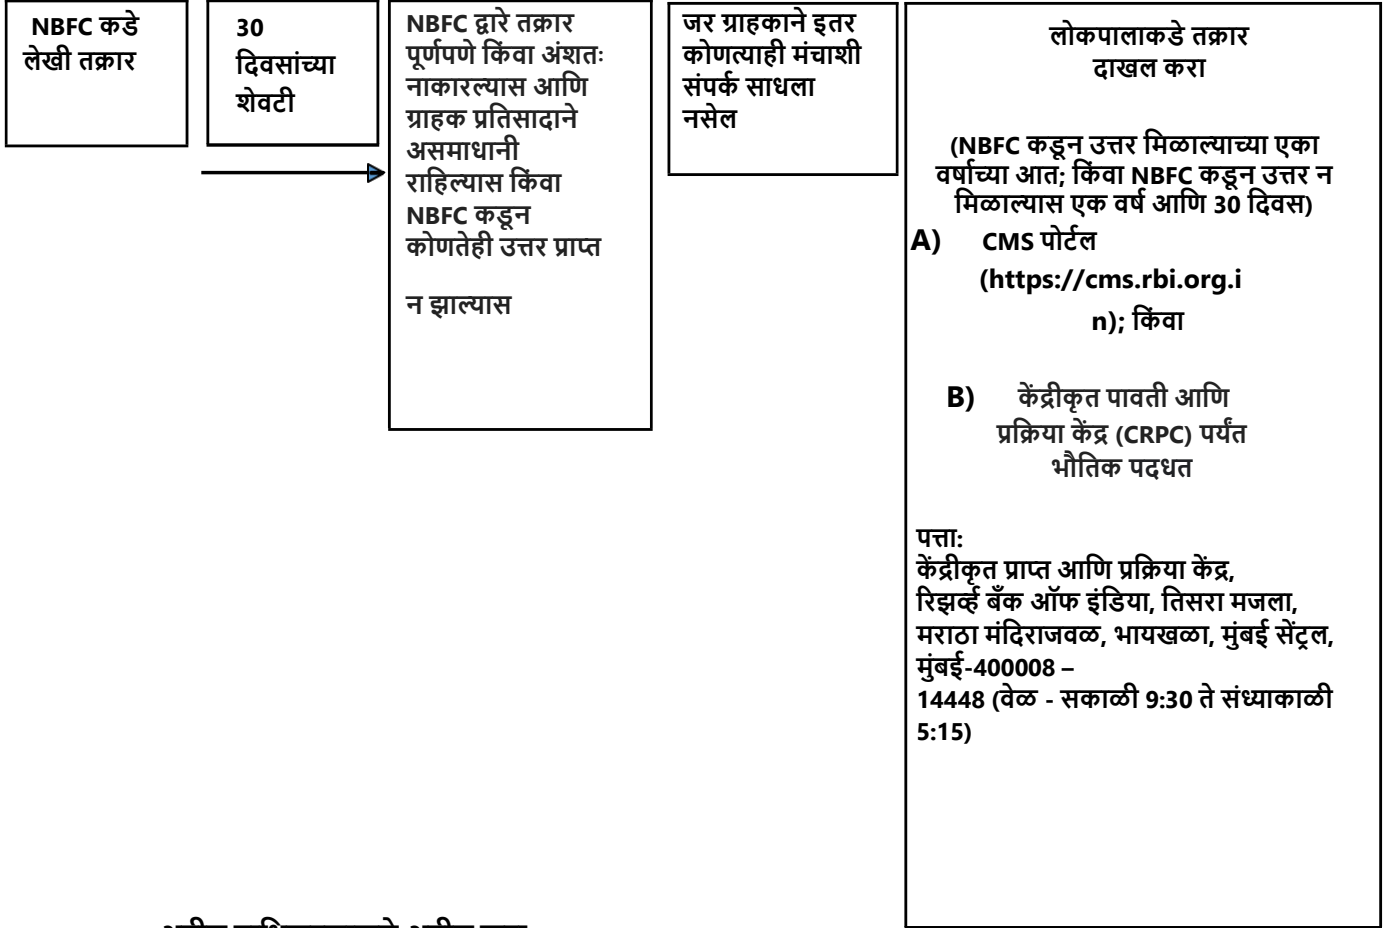 NBFC कडे
लेखी तक्रार
30
दिवसांच्या
शेवटी
NBFC द्वारे तक्रार
पूर्णपणे किंवा अंशतः
नाकारल्यास आणि
ग्राहक प्रतिसादाने
असमाधानी
राहिल्यास किंवा
NBFC कडून
कोणतेही उत्तर प्राप्त
न झाल्यास
जर ग्राहकाने इतर
कोणत्याही मंचाशी
संपर्क साधला
नसेल
लोकपालाकडे तक्रार
दाखल करा
(NBFC कडून उत्तर मिळाल्याच्या एका
वर्षाच्या आत; किंवा NBFC कडून उत्तर न
मिळाल्यास एक वर्ष आणि 30 दिवस)
A) CMS पोर्टल
(https://cms.rbi.org.i
n); किंवा
B) केंद्रीकृत पावती आणि
प्रक्रिया केंद्र (CRPC) पर्यंत
भौतिक पदधत
पत्ता:
केंद्रीकृत प्राप्त आणि प्रक्रिया केंद्र,
रिझर्व्ह बँक ऑफ इंडिया, तिसरा मजला,
मराठा मंदिराजवळ, भायखळा, मुंबई सेंट्रल,
मुंबई-400008 –
14448 (वेळ - सकाळी 9:30 ते संध्याकाळी
5:15)